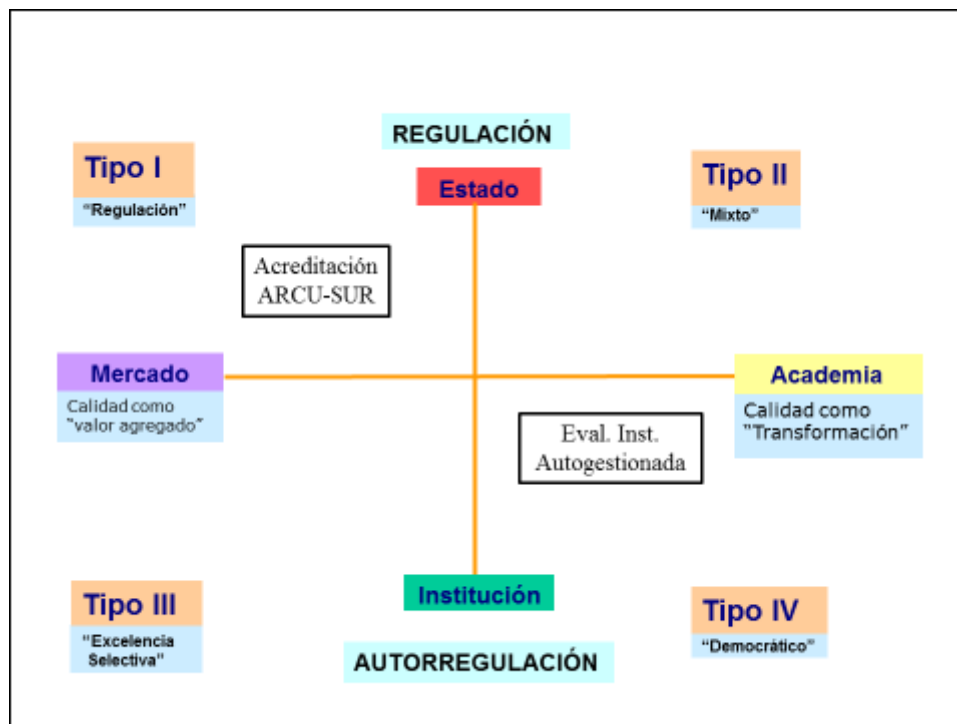 REGULACIÓN
Tipo I
“Regulación”
Estado
Tipo II
“Mixto”
Acreditación
ARCU-SUR
Mercado
Calidad como
“valor agregado”
Academia
Calidad como
“Transformación”
Eval. Inst.
Autogestionada
Institución
Tipo III
“Excelencia
Selectiva”
AUTORREGULACIÓN
Tipo IV
“Democrático”